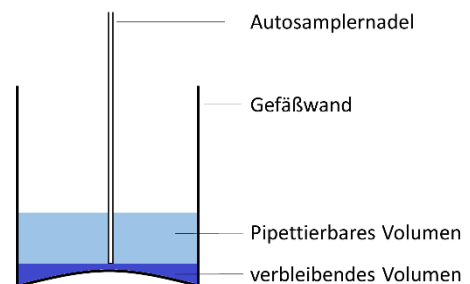 Autosamplernadel
Gefäßwand
Pipettierbares Volumen
verbleibendes Volumen